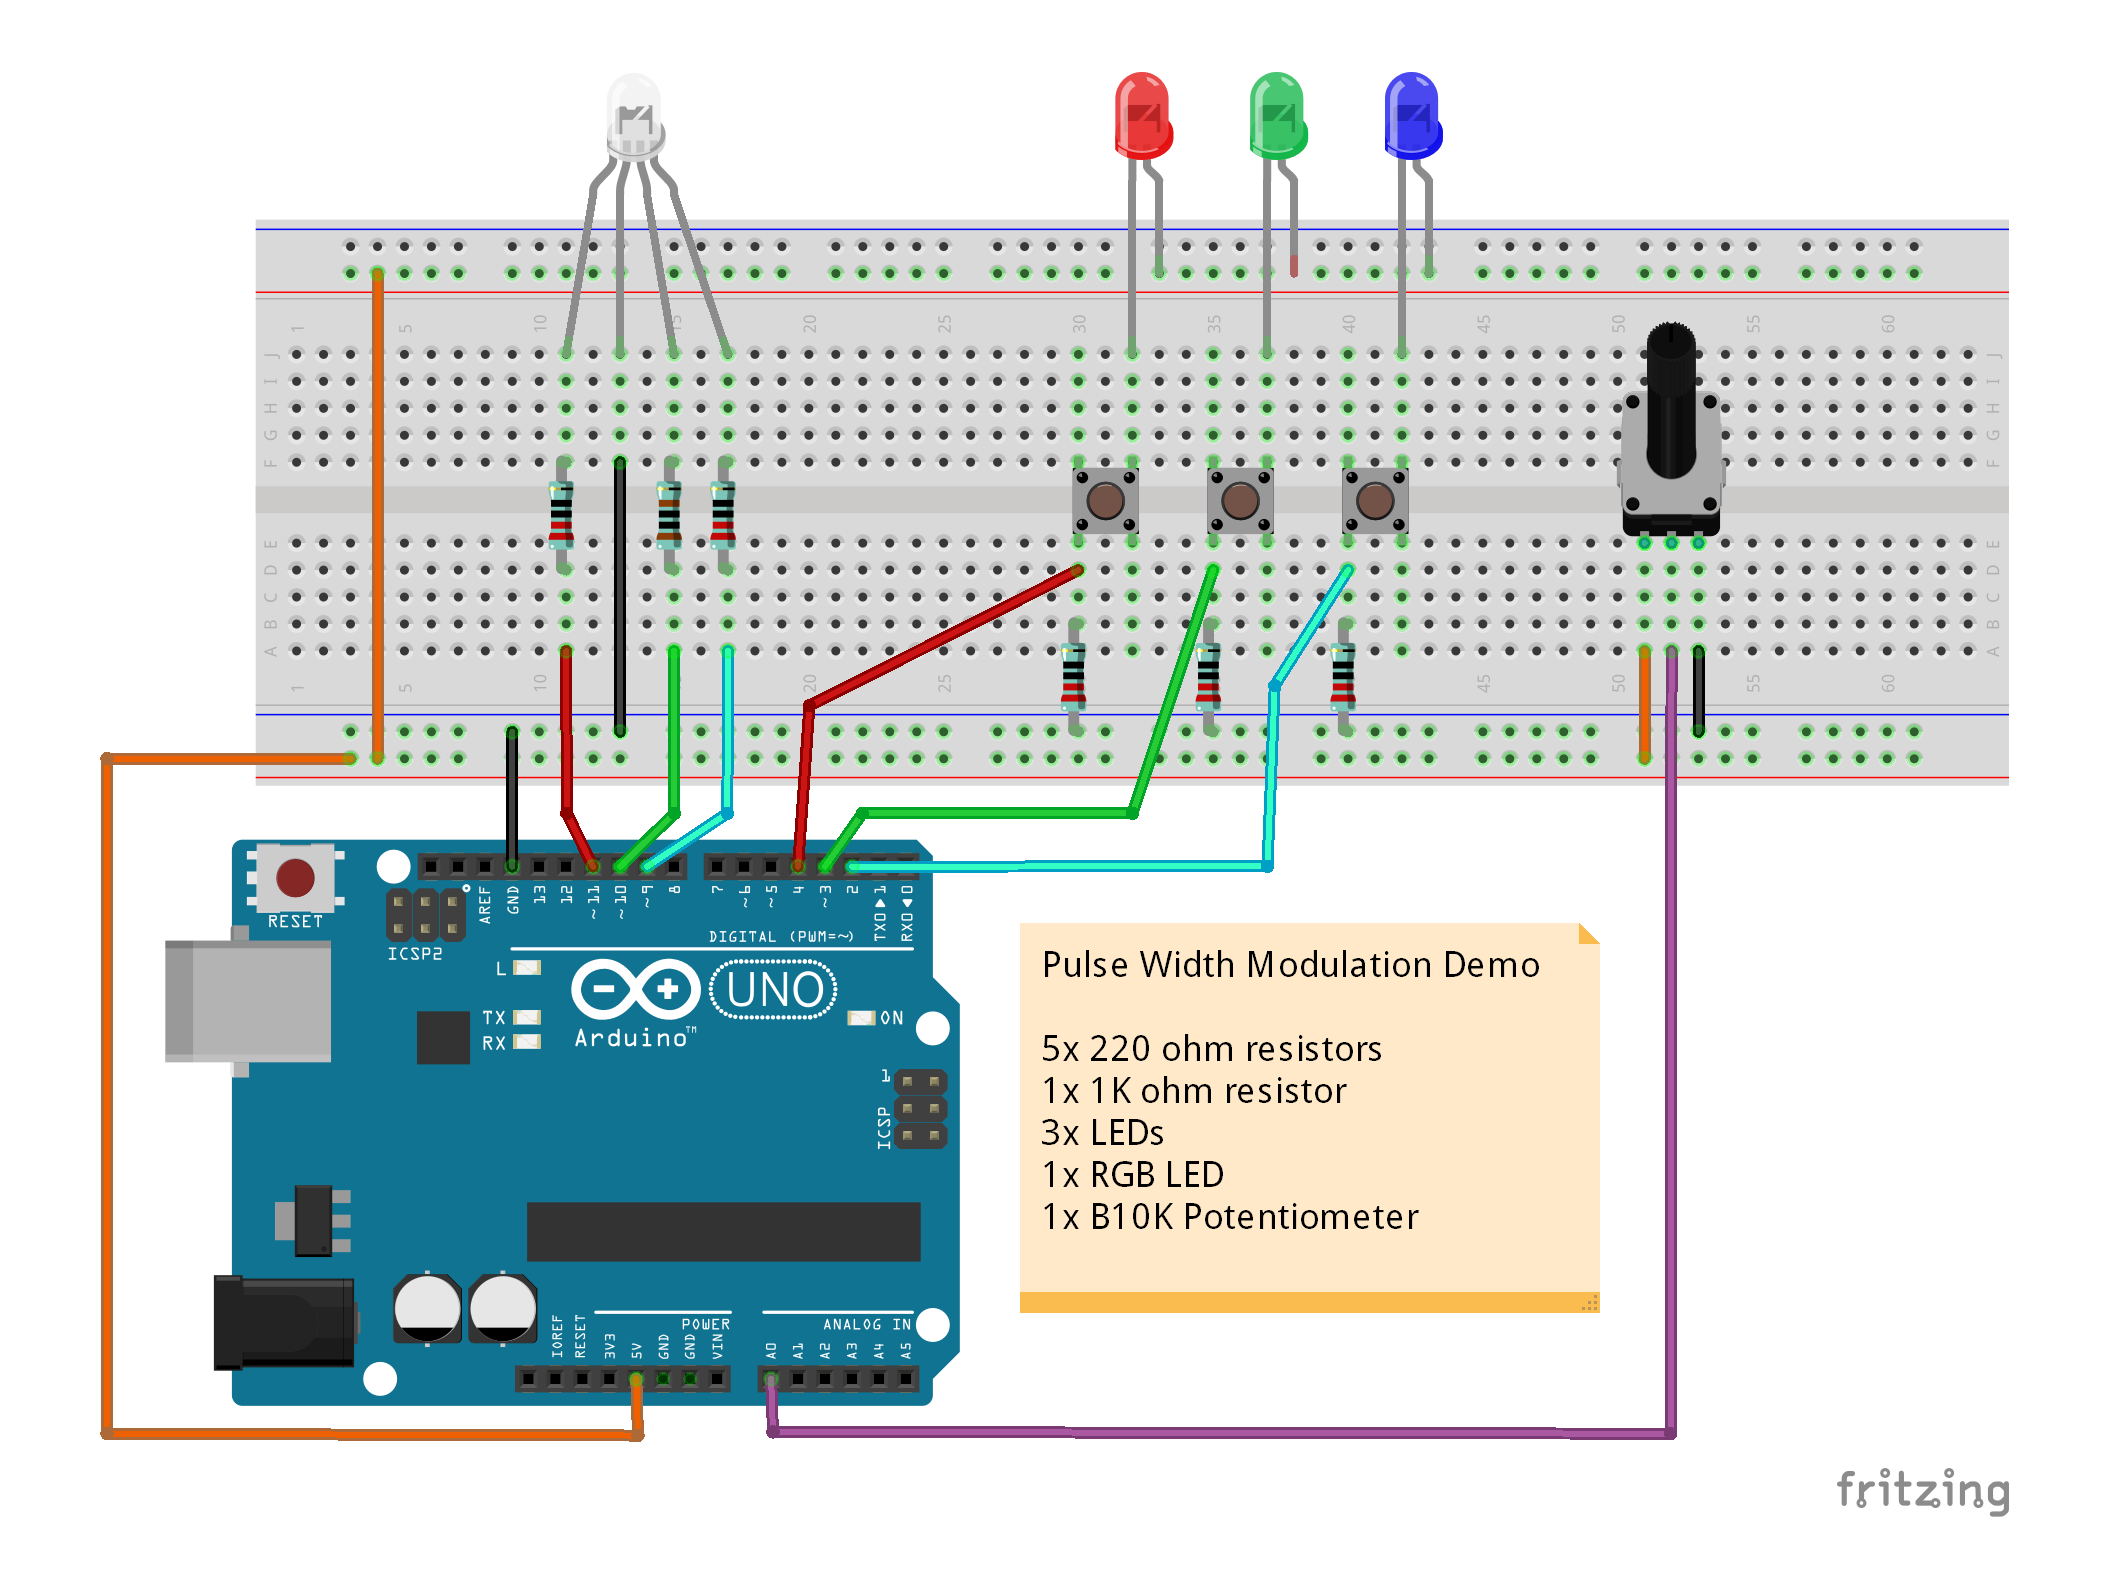 1 5 10 15 20 25 30 35 40 45 50 55 60
J J
I I
H H
G G
F F
E E
D D
C C
B B
A A
1 5 10 20 25 45 50 55 60
RESET
ICSP2
AREF GND 13 12 ~11 ~10 ~9 8 7 ~6 ~5 4 ~3 2 TX0▶1 RX0◀0
DIGITAL (PWM=~)
L
TX
RX
UNO
Arduino™
ON
1
ICSP
Pulse Width Modulation Demo
5x 220 ohm resistors
1x 1K ohm resistor
3x LEDs
1x RGB LED
1x B10K Potentiometer
POWER
ANALOG IN
IOREF RESET 3V3 5V GND GND VIN A0 A1 A2 A3 A4 A5
fritzing